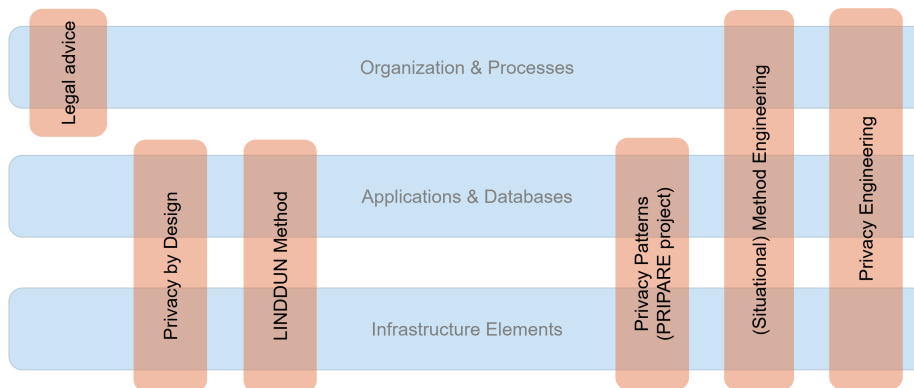 Organization & Processes
Applications & Databases
Infrastructure Elements
Legal advice
Privacy by Design
LINDDUN Method
Privacy Patterns
(PRIPARE project)
(Situational) Method Engineering
Privacy Engineering